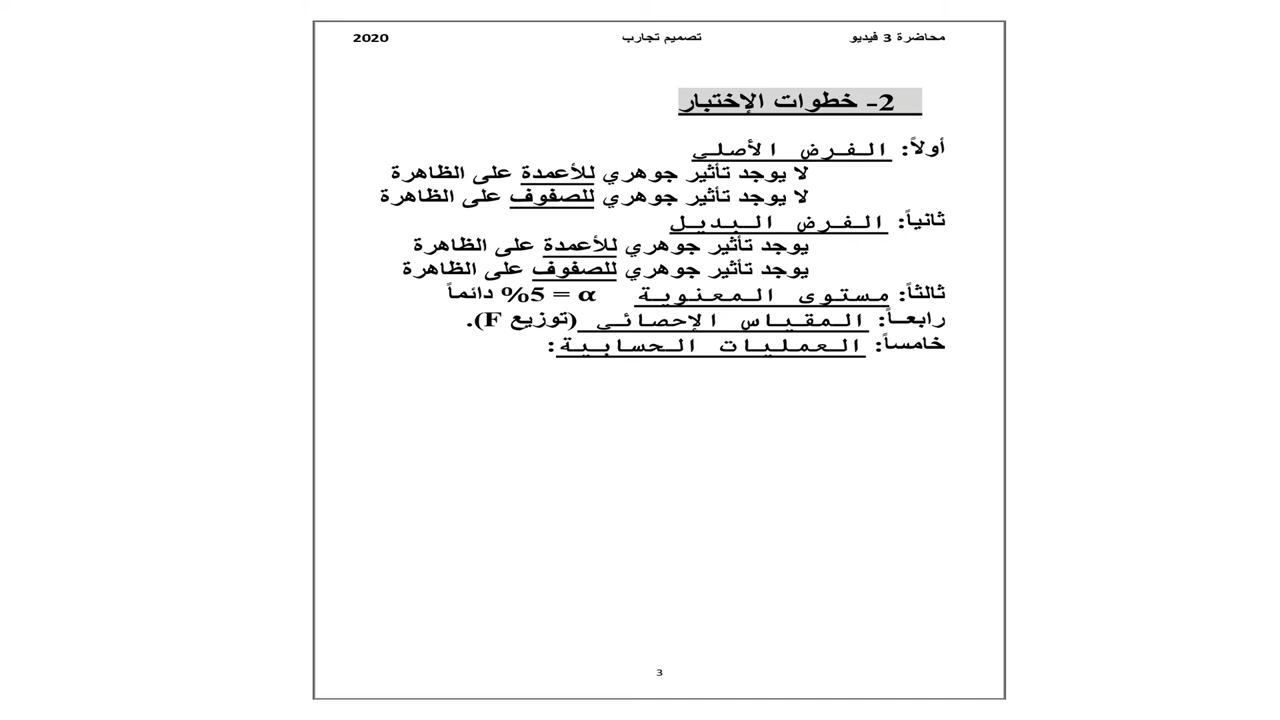 محاضرة 3 فيديو تصميم تجارب 2020
2- خطوات الإختبار
أولاً: الفرض الأصلي
لا يوجد تأثير جوهري للأعمدة على الظاهرة
لا يوجد تأثير جوهري للصفوف على الظاهرة
ثانياً: الفرض البديل
يوجد تأثير جوهري للأعمدة على الظاهرة
يوجد تأثير جوهري للصفوف على الظاهرة
ثالثاً: مستوى المعنوية α = 5% دائماً
رابعاً: المقياس الإحصائي (توزيع F).
خامساً: العمليات الحسابية:
3